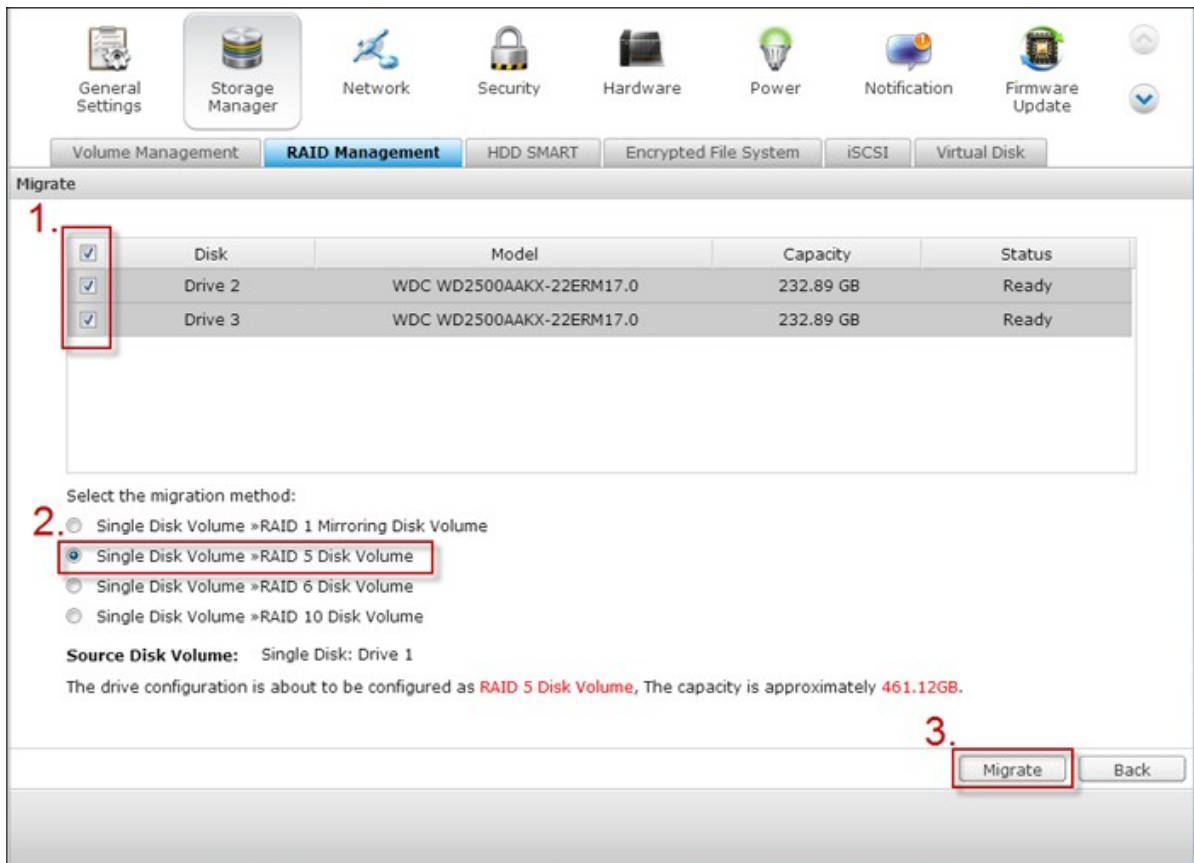 General Settings
Storage Manager
Network
Security
Hardware
Power
Notification
Firmware Update
Volume Management RAID Management HDD SMART Encrypted File System iSCSI Virtual Disk
Migrate
1.
Disk Model Capacity Status
Drive 2 WDC WD2500AAKX-22ERM17.0 232.89 GB Ready
Drive 3 WDC WD2500AAKX-22ERM17.0 232.89 GB Ready
Select the migration method:
2.
Single Disk Volume »RAID 1 Mirroring Disk Volume
Single Disk Volume »RAID 5 Disk Volume
Single Disk Volume »RAID 6 Disk Volume
Single Disk Volume »RAID 10 Disk Volume
Source Disk Volume: Single Disk: Drive 1
The drive configuration is about to be configured as RAID 5 Disk Volume, The capacity is approximately 461.12GB.
3.
Migrate Back